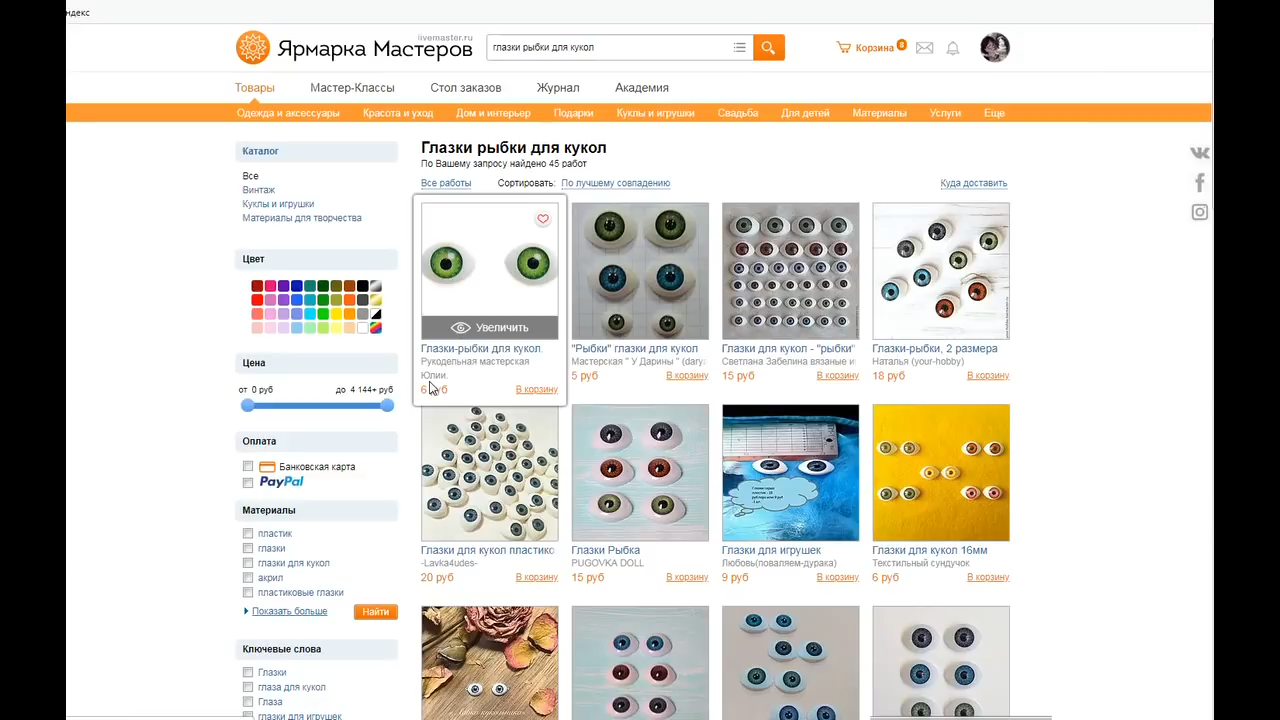 ндекс
livemaster.ru
Ярмарка Мастеров
глазки рыбки для кукол
Корзина 8
Товары
Мастер-Классы
Стол заказов
Журнал
Академия
Одежда и аксессуары
Красота и уход
Дом и интерьер
Подарки
Куклы и игрушки
Свадьба
Для детей
Материалы
Услуги
Еще
Каталог
Все
Винтаж
Куклы и игрушки
Материалы для творчества
Цвет
Цена
от 0 руб
до 4 144+ руб
Оплата
Банковская карта
PayPal
Материалы
пластик
глазки
глазки для кукол
акрил
пластиковые глазки
Показать больше
Найти
Ключевые слова
Глазки
глаза для кукол
Глаза
глазки для игрушек
Глазки рыбки для кукол
По Вашему запросу найдено 45 работ
Все работы
Сортировать: По лучшему совпадению
Куда доставить
Увеличить
Глазки-рыбки для кукол.
Рукодельная мастерская
Юлии.
В корзину
"Рыбки" глазки для кукол
Мастерская " У Дарины " (dary
5 руб
В корзину
Глазки для кукол - "рыбки"
Светлана Забелина вязаные и
15 руб
В корзину
Глазки-рыбки, 2 размера
Наталья (your-hobby)
18 руб
В корзину
Глазки для кукол пластико
-Lavka4udes-
20 руб
В корзину
Глазки Рыбка
PUGOVKA DOLL
15 руб
В корзину
Глазки для игрушек
Любовь(поваляем-дурака)
9 руб
В корзину
Глазки для кукол 16мм
Текстильный сундучок
6 руб
В корзину